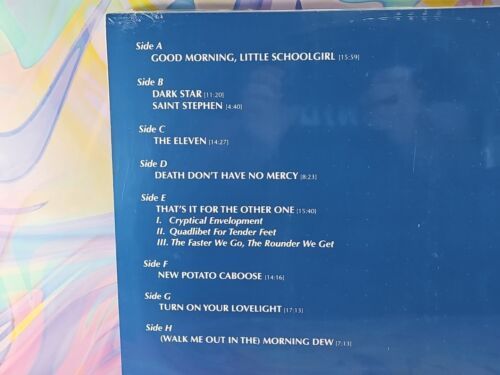 Side A
GOOD MORNING, LITTLE SCHOOLGIRL [15:59]
Side B
DARK STAR [11:20]
SAINT STEPHEN [4:40]
Side C
THE ELEVEN [14:27]
Side D
DEATH DON'T HAVE NO MERCY [8:23]
Side E
THAT'S IT FOR THE OTHER ONE [15:40]
I. Cryptical Envelopment
II. Quadlibet For Tender Feet
III. The Faster We Go, The Rounder We Get
Side F
NEW POTATO CABOOSE [14:16]
Side G
TURN ON YOUR LOVELIGHT [17:13]
Side H
(WALK ME OUT IN THE) MORNING DEW [7:13]